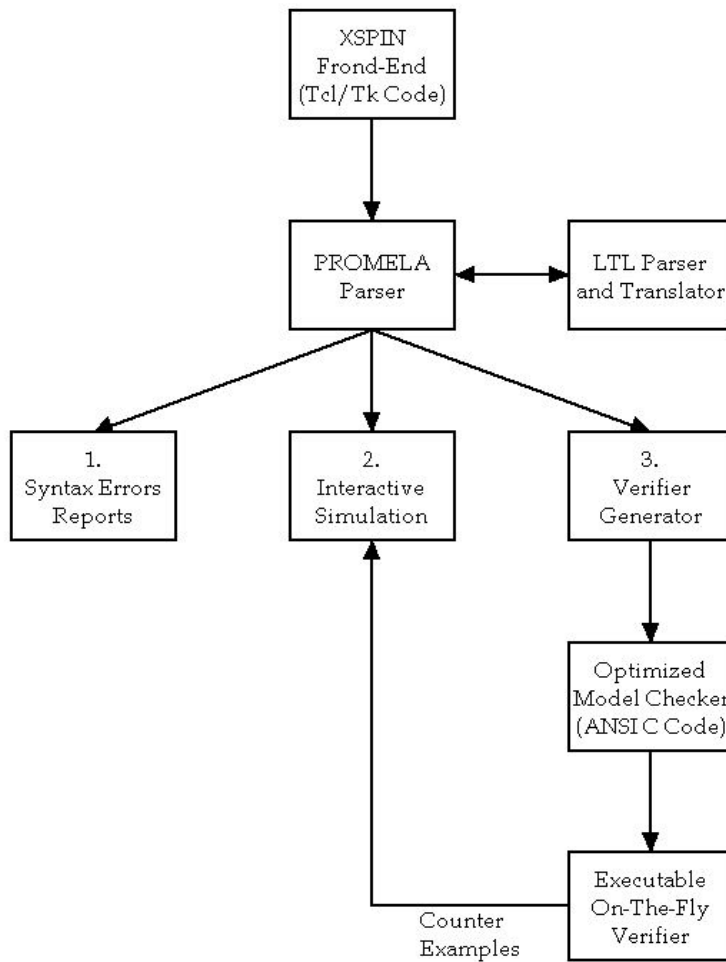 XSPIN
Frond-End
(Tcl/Tk Code)
PROMELA
Parser
LTL Parser
and Translator
1.
Syntax Errors
Reports
2.
Interactive
Simulation
3.
Verifier
Generator
Optimized
Model Checker
(ANSI C Code)
Executable
On-The-Fly
Verifier
Counter
Examples